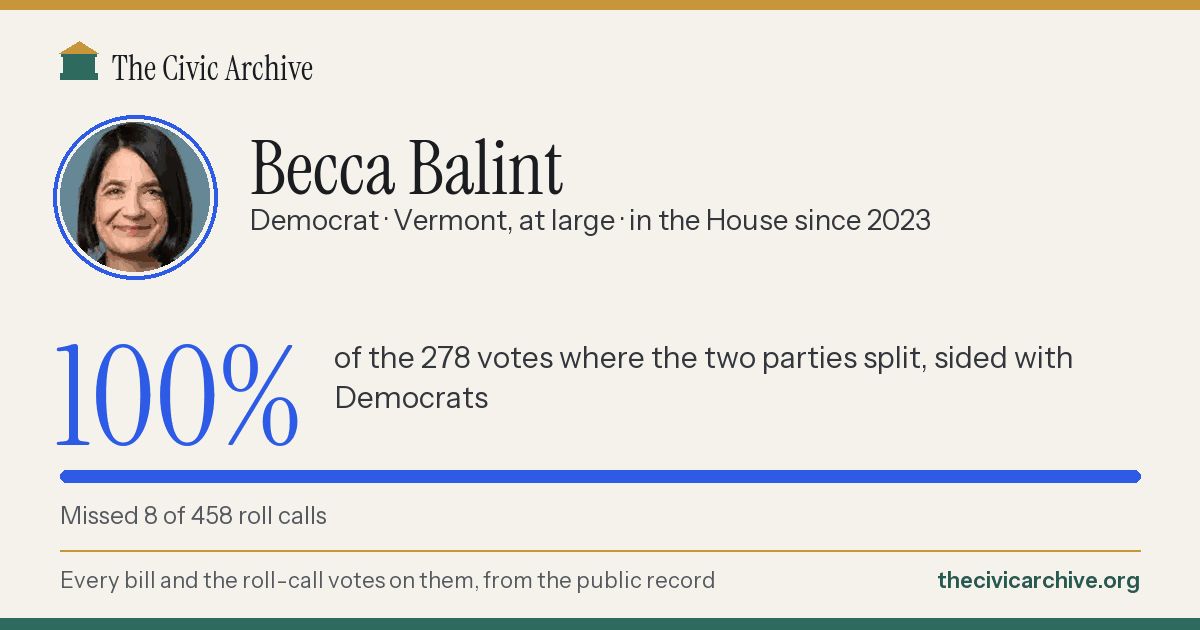 The Civic Archive
Becca Balint
Democrat · Vermont, at large · in the House since 2023
100%
of the 278 votes where the two parties split, sided with
Democrats
Missed 8 of 458 roll calls
Every bill and the roll-call votes on them, from the public record
thecivicarchive.org